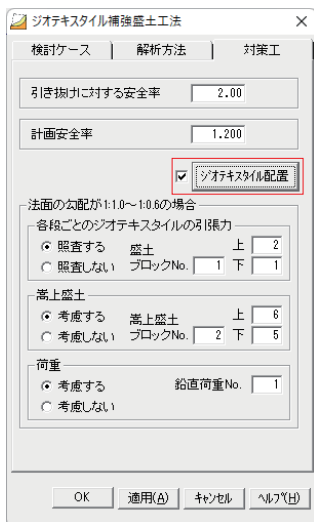 ジオテキスタイル補強盛土工法
検討ケース 解析方法 対策工
引き抜けに対する安全率 2.00
計画安全率 1.200
ジオテキスタイル配置
法面の勾配が1:1.0～1:0.6の場合
各段ごとのジオテキスタイルの引張力
照査する 盛土 上 2
照査しない ブロックNo. 1 下 1
嵩上盛土
考慮する 嵩上盛土 上 6
考慮しない ブロックNo. 2 下 5
荷重
考慮する 鉛直荷重No. 1
考慮しない
OK 適用(A) キャンセル ヘルプ(H)